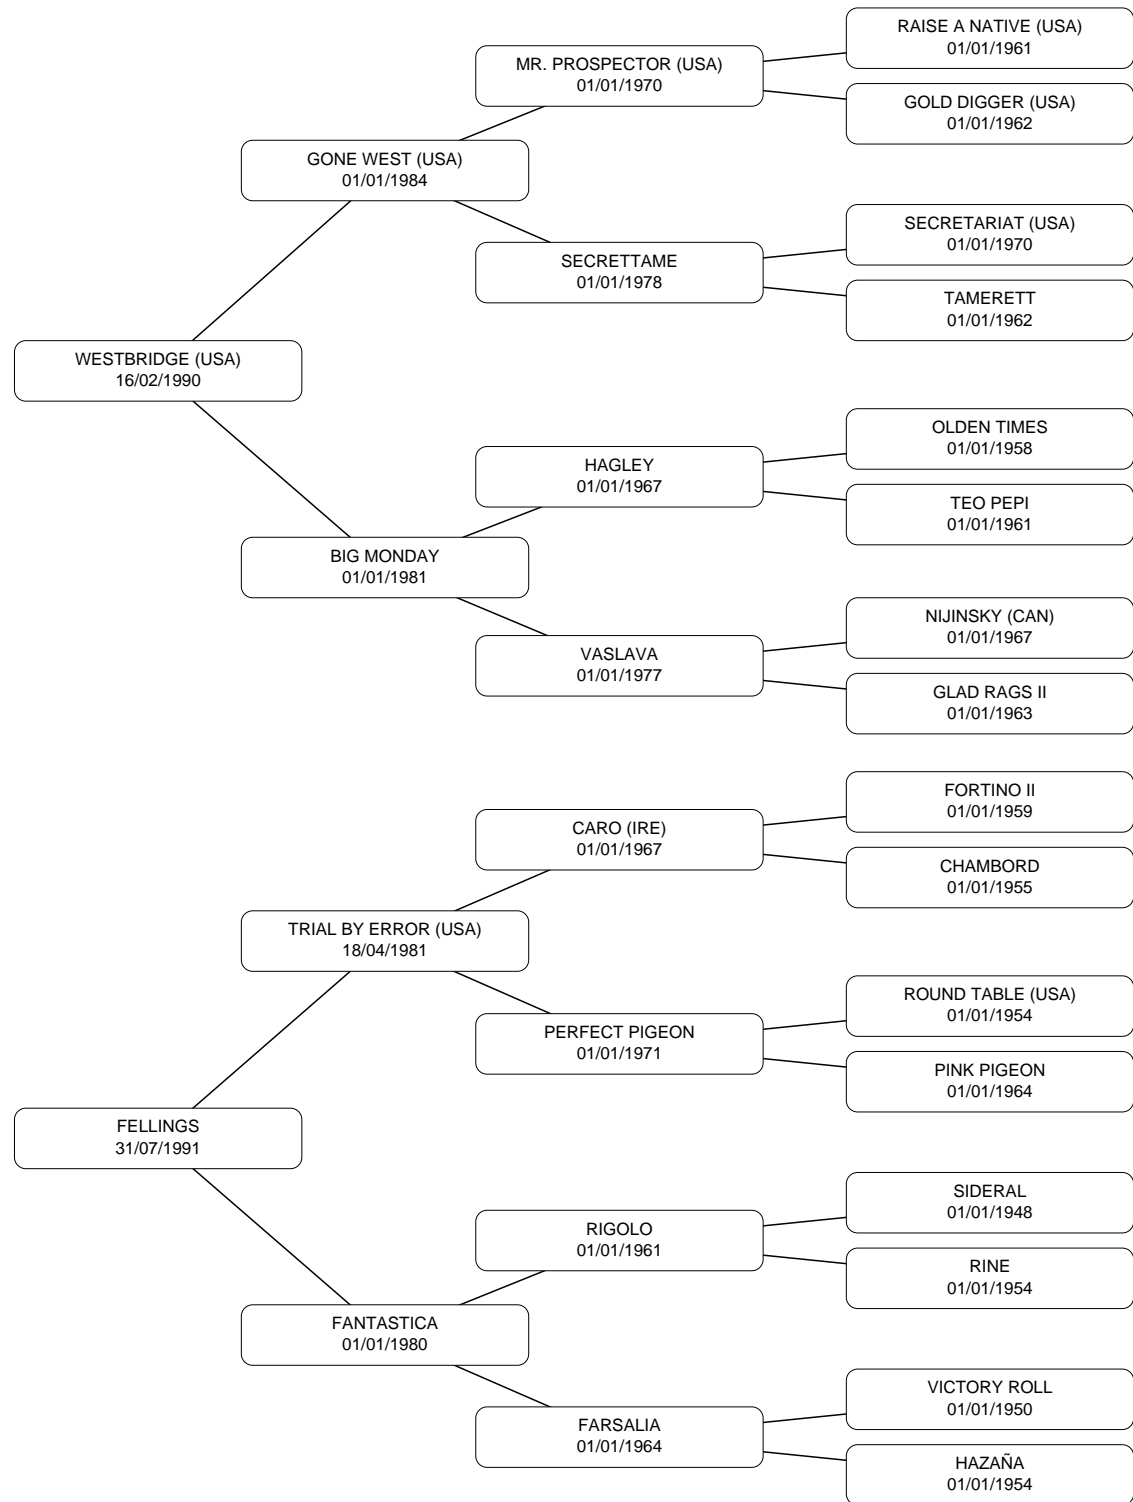 RAISE A NATIVE (USA)
01/01/1961
MR. PROSPECTOR (USA)
01/01/1970
GOLD DIGGER (USA)
01/01/1962
GONE WEST (USA)
01/01/1984
SECRETARIAT (USA)
01/01/1970
SECRETTAME
01/01/1978
TAMERETT
01/01/1962
WESTBRIDGE (USA)
16/02/1990
OLDEN TIMES
01/01/1958
HAGLEY
01/01/1967
TEO PEPI
01/01/1961
BIG MONDAY
01/01/1981
NIJINSKY (CAN)
01/01/1967
VASLAVA
01/01/1977
GLAD RAGS II
01/01/1963
FORTINO II
01/01/1959
CARO (IRE)
01/01/1967
CHAMBORD
01/01/1955
TRIAL BY ERROR (USA)
18/04/1981
ROUND TABLE (USA)
01/01/1954
PERFECT PIGEON
01/01/1971
PINK PIGEON
01/01/1964
FELLINGS
31/07/1991
SIDERAL
01/01/1948
RIGOLO
01/01/1961
RINE
01/01/1954
FANTASTICA
01/01/1980
VICTORY ROLL
01/01/1950
FARSALIA
01/01/1964
HAZAÑA
01/01/1954